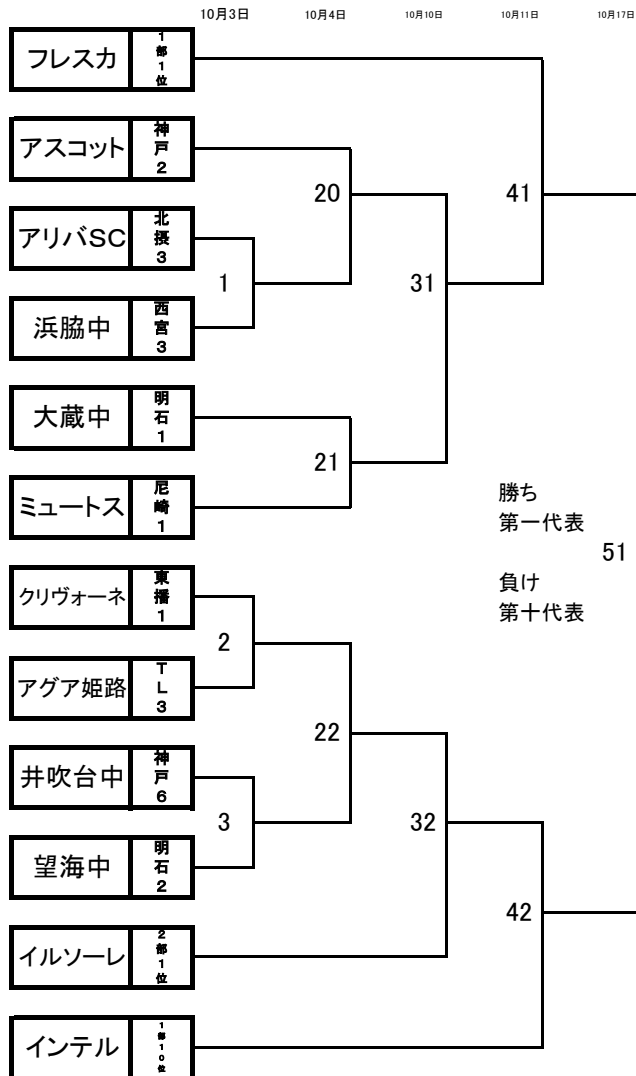 10月3日 10月4日 10月10日 10月11日 10月17日
フレスカ 1部1位
アスコット 神戸2
20 41
アリバSC 北摂3
1 31
浜脇中 西宮3
大蔵中 明石1
21
ミュートス 尼崎1
勝ち
第一代表
51
負け
第十代表
クリヴォーネ 東播1
2
アグア姫路 TL3
22
井吹台中 神戸6
3 32
望海中 明石2
42
イルソーレ 2部1位
インテル 1部10位